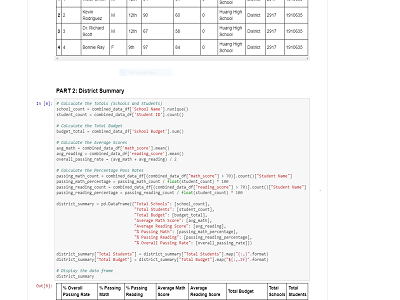 School
2 2 Kevin Rodriguez M 12th 90 60 0 Huang High School District 2917 1910635
3 3 Dr. Richard Scott M 12th 67 58 0 Huang High School District 2917 1910635
4 4 Bonnie Ray F 9th 97 84 0 Huang High School District 2917 1910635
PART 2: District Summary
In [6]: # Calculate the Totals (Schools and Students)
school_count = combined_data_df['School Name'].nunique()
student_count = combined_data_df['Student ID'].count()
# Calculate the Total Budget
budget_total = combined_data_df['School Budget'].sum()
# Calculate the Average Scores
avg_math = combined_data_df['math_score'].mean()
avg_reading = combined_data_df['reading_score'].mean()
overall_passing_rate = (avg_math + avg_reading) / 2
# Calculate the Percentage Pass Rates
passing_math_count = combined_data_df[(combined_data_df["math_score"] > 70)].count()["Student Name"]
passing_math_percentage = passing_math_count / float(student_count) * 100
passing_reading_count = combined_data_df[(combined_data_df["reading_score"] > 70)].count()["Student Name"]
passing_reading_percentage = passing_reading_count / float(student_count) * 100
district_summary = pd.DataFrame({"Total Schools": [school_count],
"Total Students": [student_count],
"Total Budget": [budget_total],
"Average Math Score": [avg_math],
"Average Reading Score": [avg_reading],
"% Passing Math": [passing_math_percentage],
"% Passing Reading": [passing_reading_percentage],
"% Overall Passing Rate": [overall_passing_rate]})
district_summary["Total Students"] = district_summary["Total Students"].map("{:,}".format)
district_summary["Total Budget"] = district_summary["Total Budget"].map("${:,.2f}".format)
# Display the data frame
district_summary
Out[6]: % Overall Passing Rate % Passing Math % Passing Reading Average Math Score Average Reading Score Total Budget Total Schools Total Students